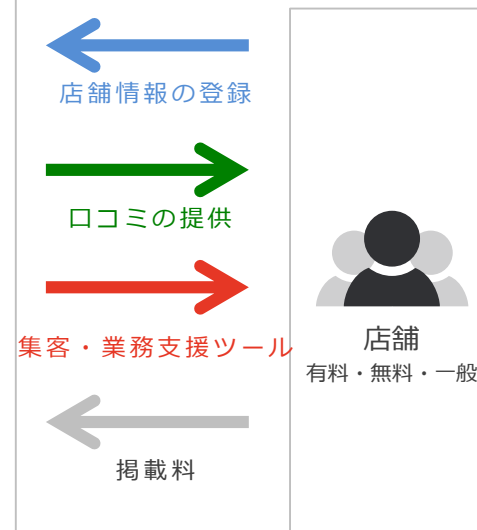 店舗情報の登録
口コミの提供
集客・業務支援ツール
掲載料
店舗
有料・無料・一般